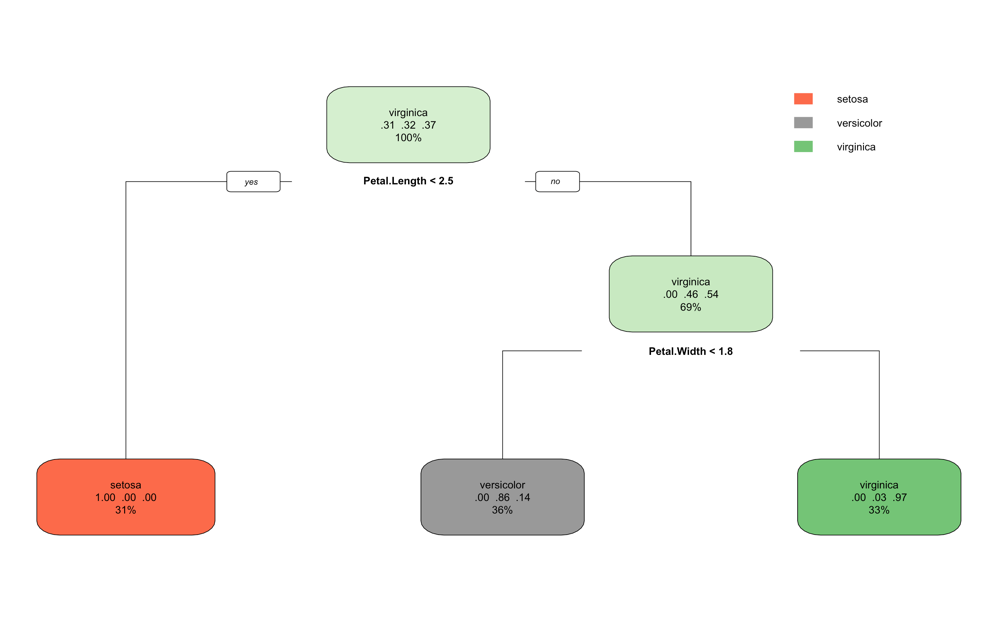 virginica
.31 .32 .37
100%
setosa
versicolor
virginica
yes
Petal.Length < 2.5
no
virginica
.00 .46 .54
69%
Petal.Width < 1.8
setosa
1.00 .00 .00
31%
versicolor
.00 .86 .14
36%
virginica
.00 .03 .97
33%